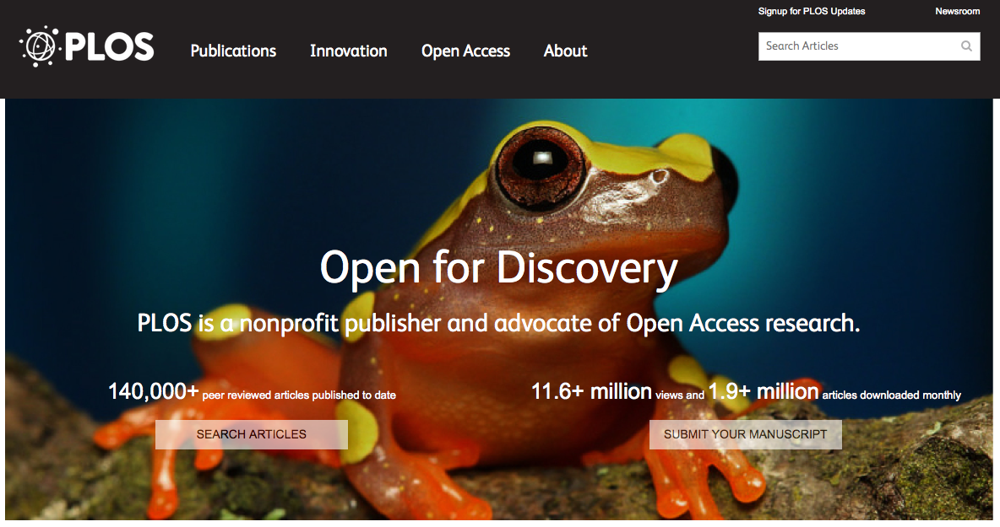 Signup for PLOS Updates Newsroom
PLOS Publications Innovation Open Access About
Search Articles
Open for Discovery
PLOS is a nonprofit publisher and advocate of Open Access research.
140,000+ peer reviewed articles published to date
11.6+ million views and 1.9+ million articles downloaded monthly
SEARCH ARTICLES
SUBMIT YOUR MANUSCRIPT